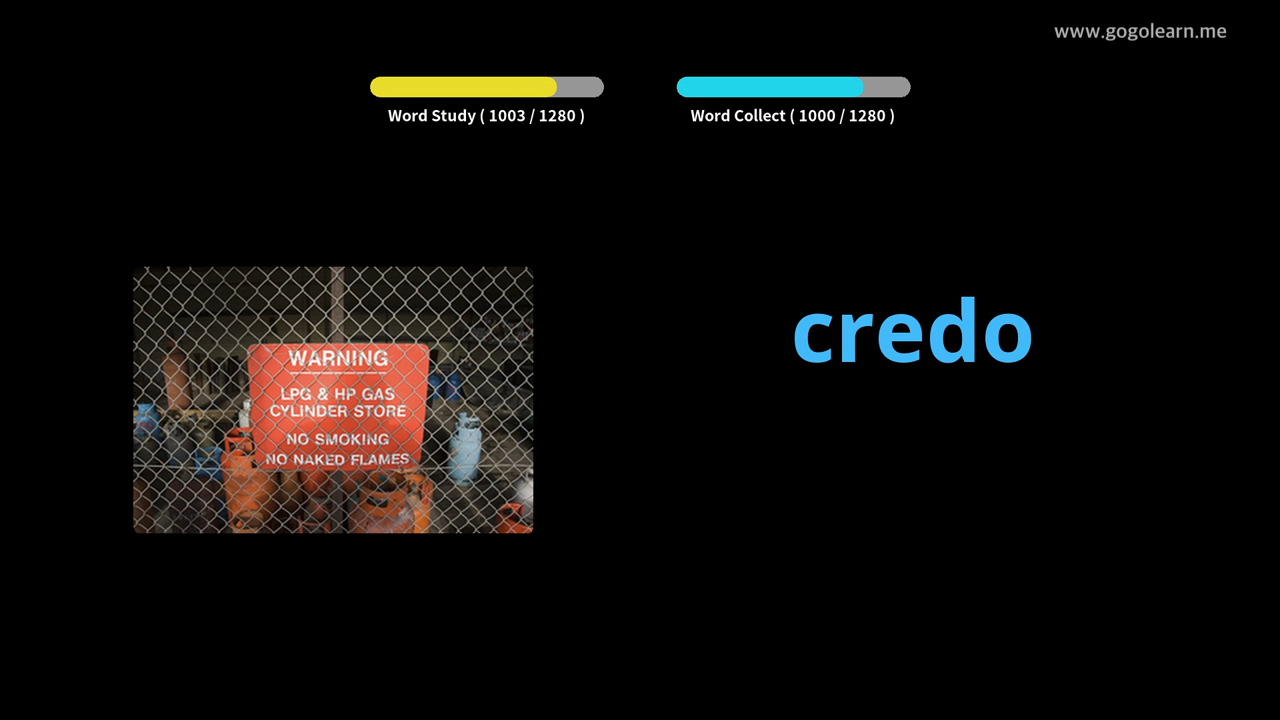 www.gogolearn.me
Word Study ( 1003 / 1280 )
Word Collect ( 1000 / 1280 )
WARNING
LPG & HP GAS
CYLINDER STORE
NO SMOKING
NO NAKED FLAMES
credo